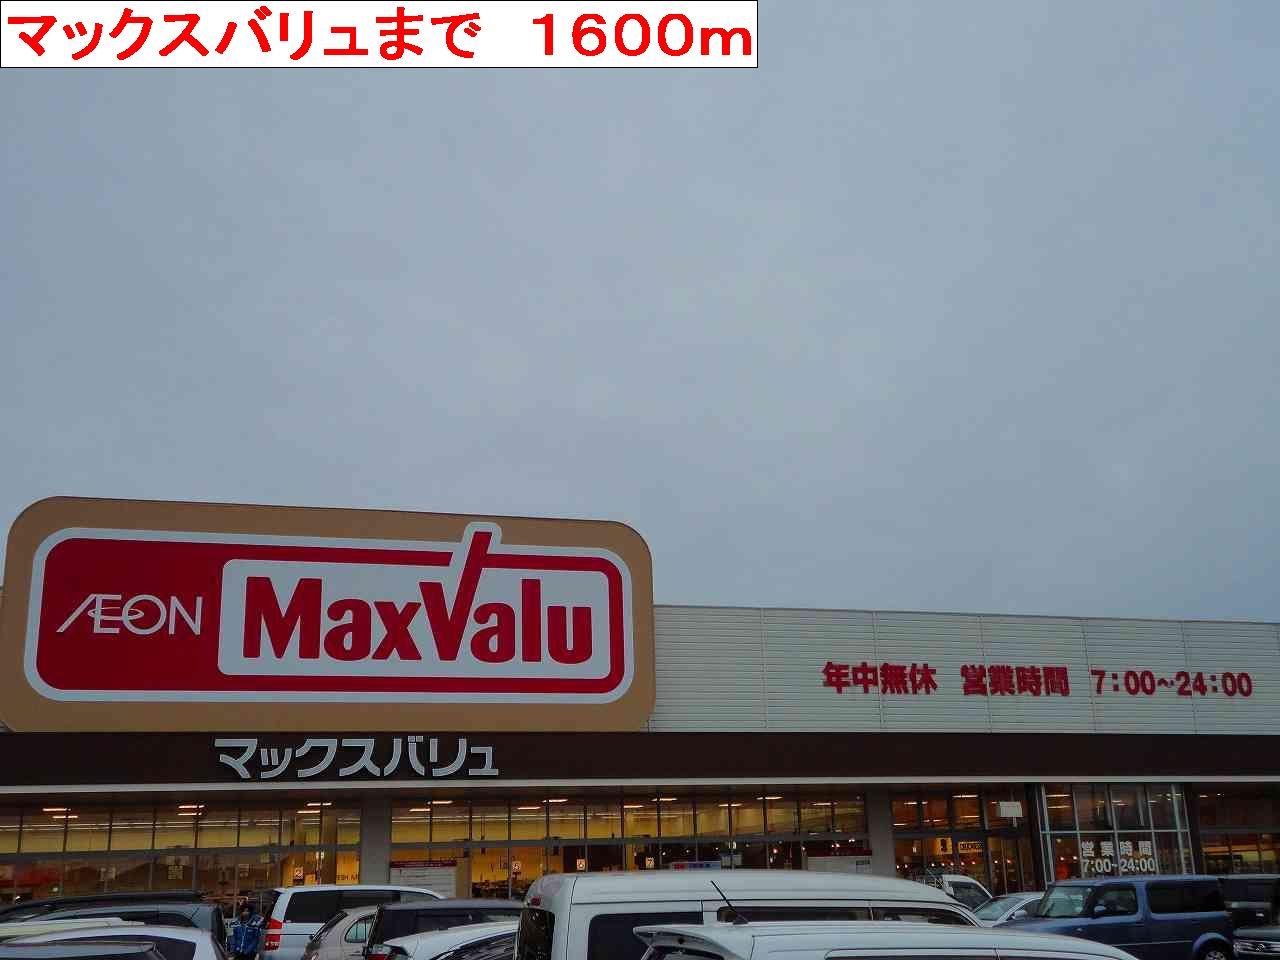 マックスバリュまで　1600m
ÆON
MaxValu
年中無休 営業時間 7:00～24:00
マックスバリュ
営業時間
7:00~24:00